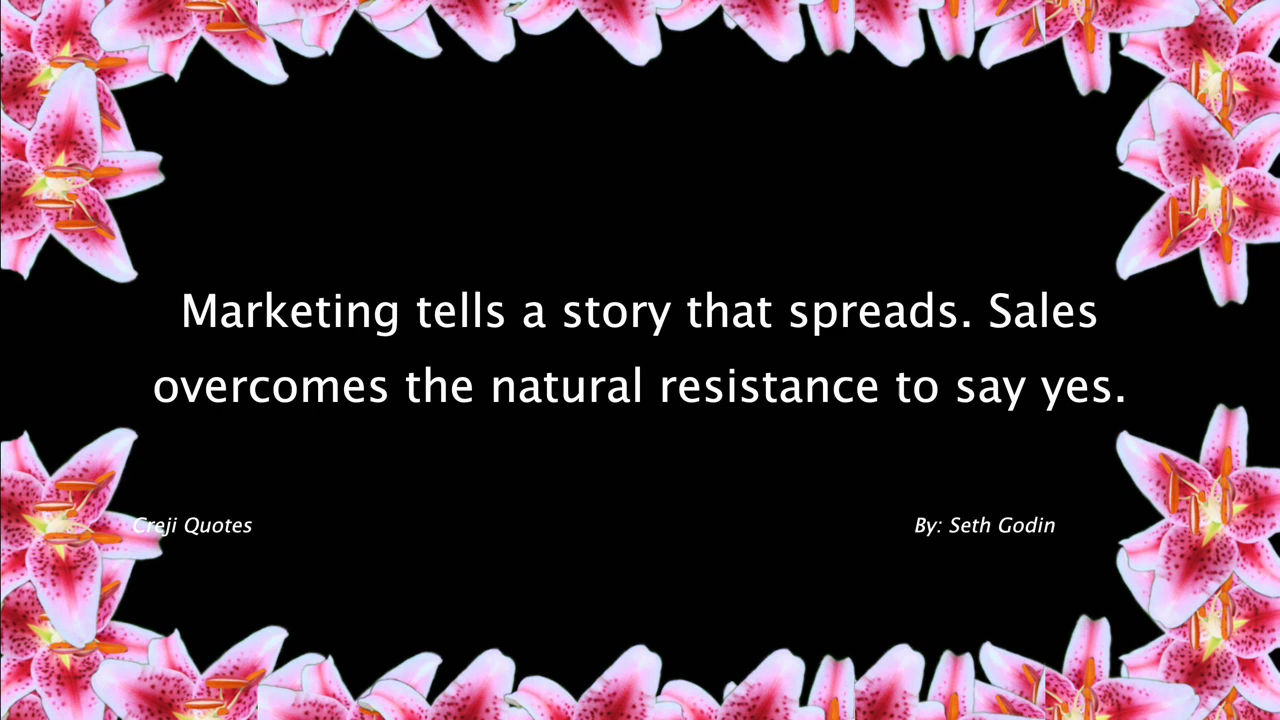 Marketing tells a story that spreads. Sales
overcomes the natural resistance to say yes.
Creji Quotes
By: Seth Godin